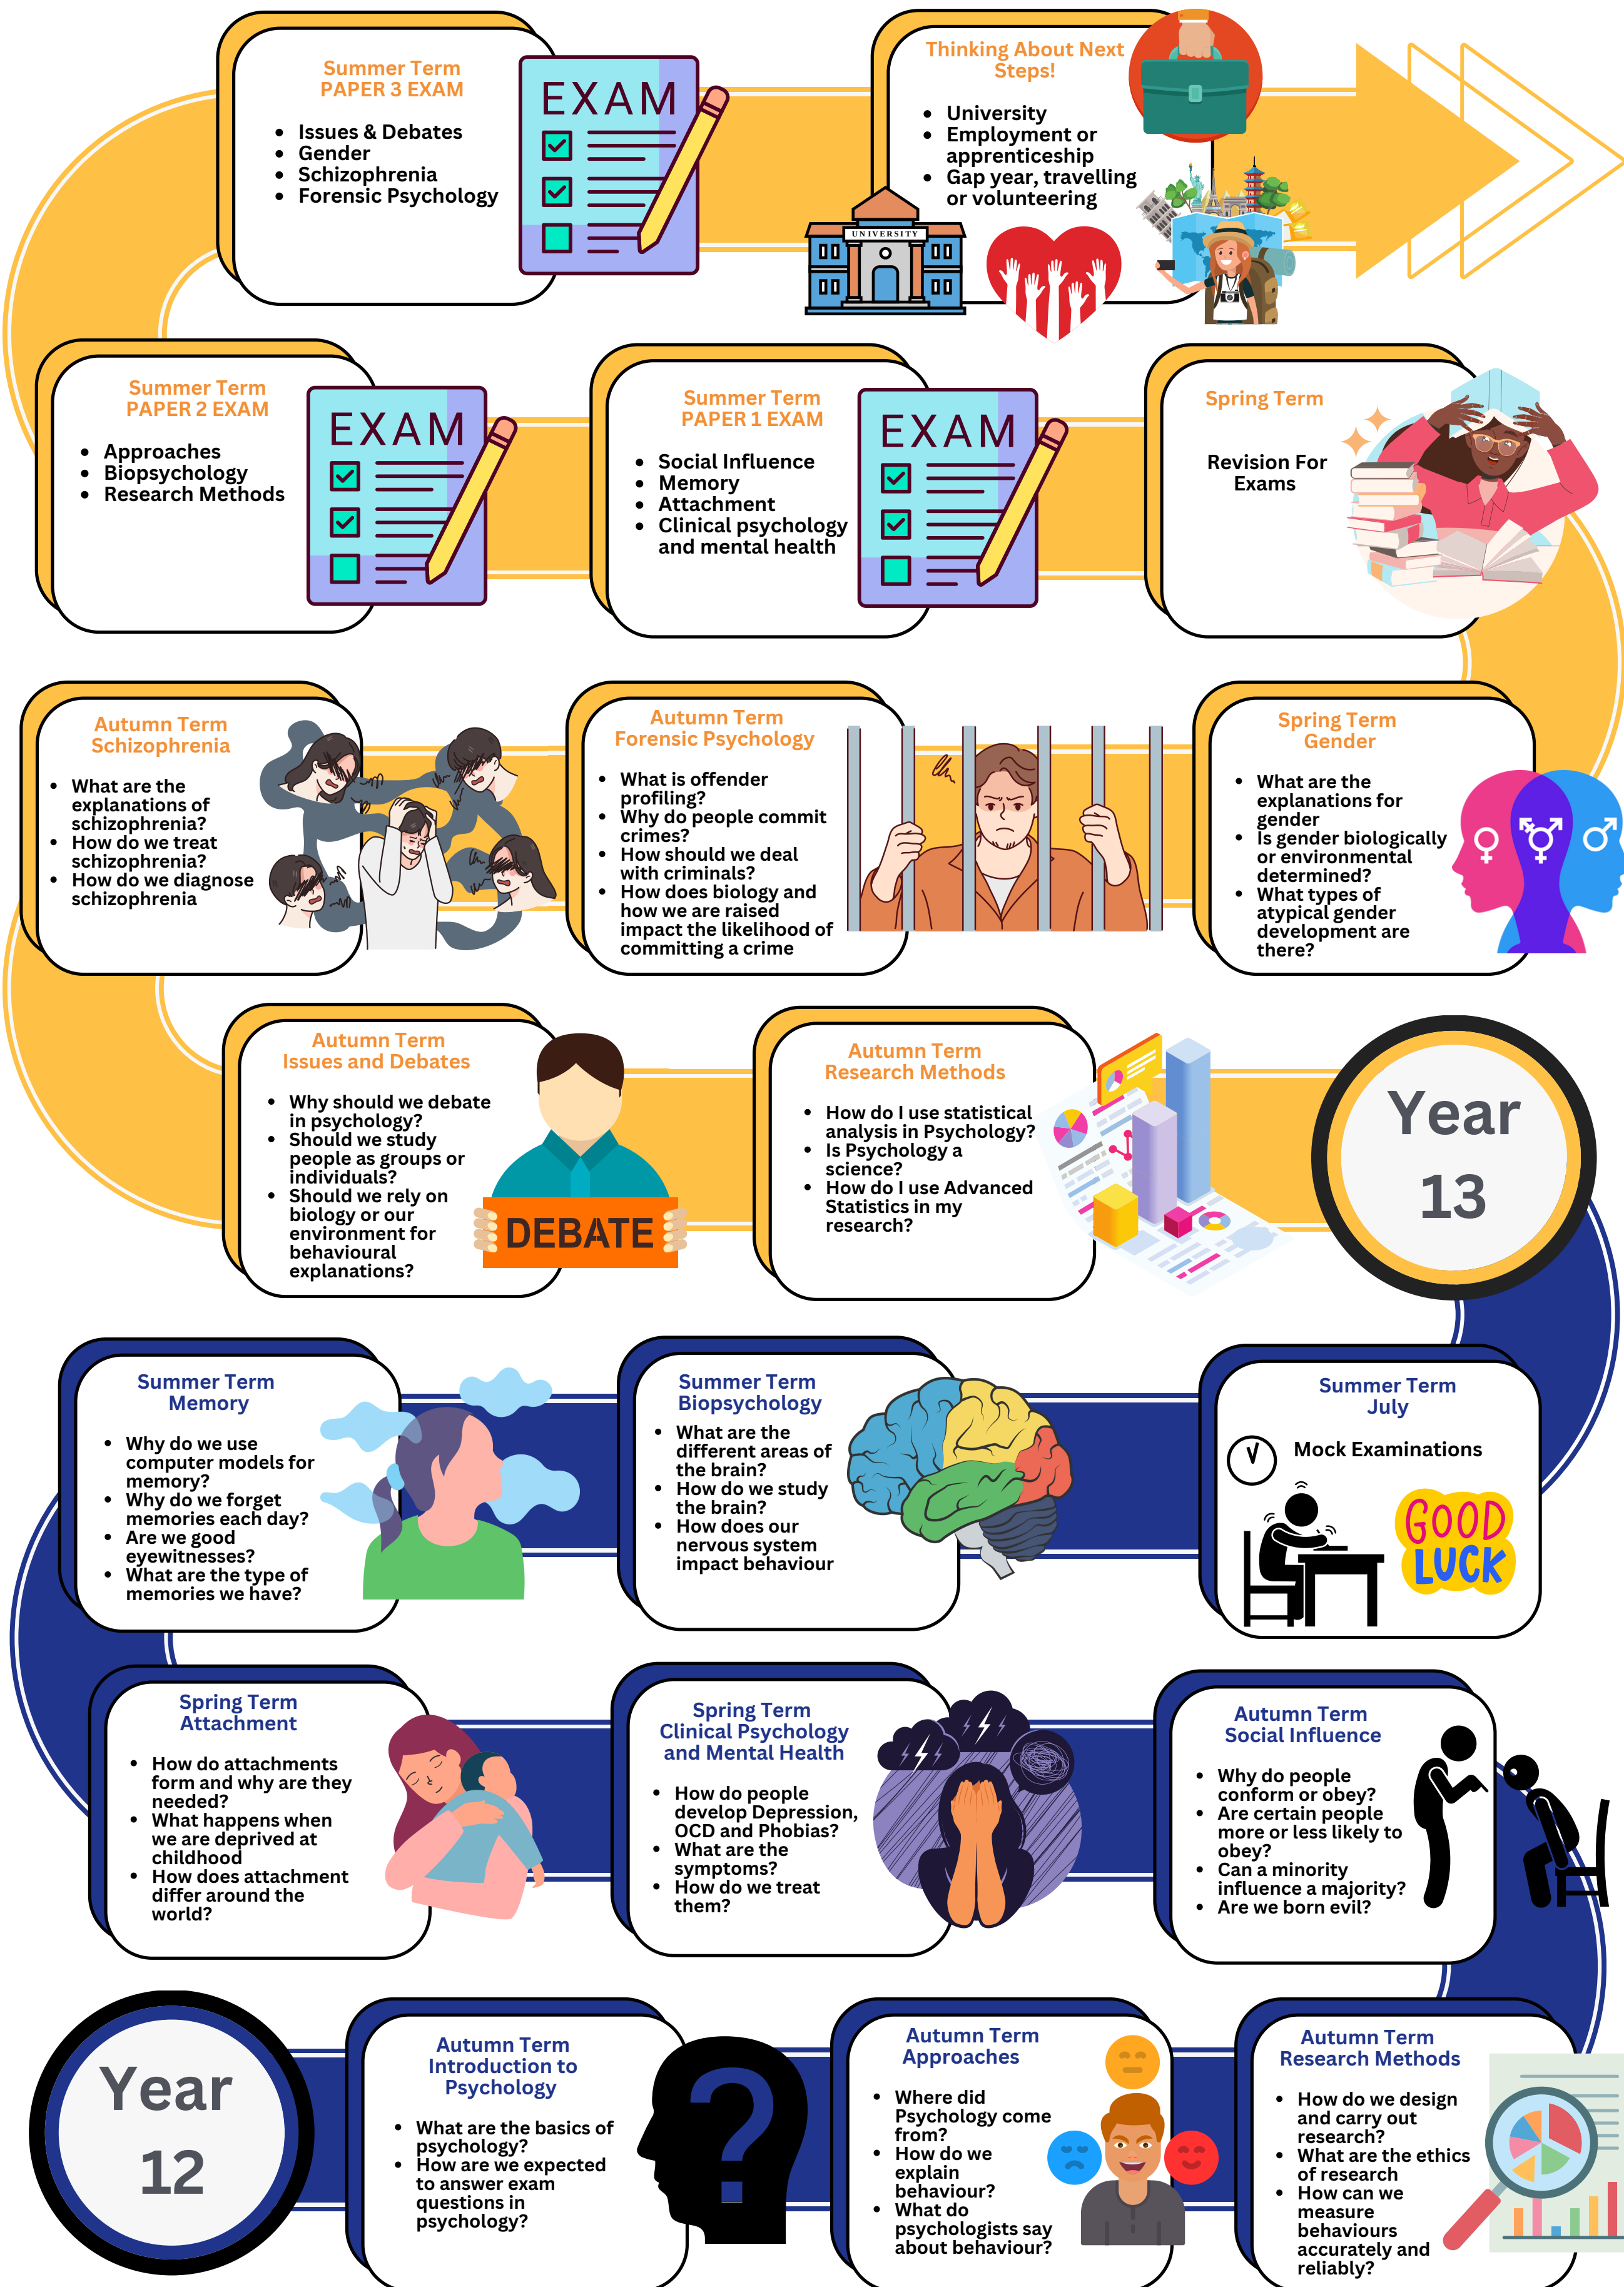 Summer Term
PAPER 3 EXAM
• Issues & Debates
• Gender
• Schizophrenia
• Forensic Psychology
EXAM
Thinking About Next
Steps!
• University
• Employment or
apprenticeship
• Gap year, travelling
or volunteering
UNIVERSITY
Summer Term
PAPER 2 EXAM
• Approaches
• Biopsychology
• Research Methods
EXAM
Summer Term
PAPER 1 EXAM
• Social Influence
• Memory
• Attachment
• Clinical psychology
and mental health
EXAM
Spring Term
Revision For
Exams
Autumn Term
Schizophrenia
• What are the
explanations of
schizophrenia?
• How do we treat
schizophrenia?
• How do we diagnose
schizophrenia
Autumn Term
Forensic Psychology
• What is offender
profiling?
• Why do people commit
crimes?
• How should we deal
with criminals?
• How does biology and
how we are raised
impact the likelihood of
committing a crime
Spring Term
Gender
• What are the
explanations for
gender
• Is gender biologically
or environmental
determined?
• What types of
atypical gender
development are
there?
Autumn Term
Issues and Debates
• Why should we debate
in psychology?
• Should we study
people as groups or
individuals?
• Should we rely on
biology or our
environment for
behavioural
explanations?
DEBATE
Autumn Term
Research Methods
• How do I use statistical
analysis in Psychology?
• Is Psychology a
science?
• How do I use Advanced
Statistics in my
research?
Year
13
Summer Term
Memory
• Why do we use
computer models for
memory?
• Why do we forget
memories each day?
• Are we good
eyewitnesses?
• What are the type of
memories we have?
Summer Term
Biopsychology
• What are the
different areas of
the brain?
• How do we study
the brain?
• How does our
nervous system
impact behaviour
Summer Term
July
Mock Examinations
GOOD
LUCK
Spring Term
Attachment
• How do attachments
form and why are they
needed?
• What happens when
we are deprived at
childhood
• How does attachment
differ around the
world?
Spring Term
Clinical Psychology
and Mental Health
• How do people
develop Depression,
OCD and Phobias?
• What are the
symptoms?
• How do we treat
them?
Autumn Term
Social Influence
• Why do people
conform or obey?
• Are certain people
more or less likely to
obey?
• Can a minority
influence a majority?
• Are we born evil?
Year
12
Autumn Term
Introduction to
Psychology
• What are the basics of
psychology?
• How are we expected
to answer exam
questions in
psychology?
?
Autumn Term
Approaches
• Where did
Psychology come
from?
• How do we
explain
behaviour?
• What do
psychologists say
about behaviour?
Autumn Term
Research Methods
• How do we design
and carry out
research?
• What are the ethics
of research
• How can we
measure
behaviours
accurately and
reliably?